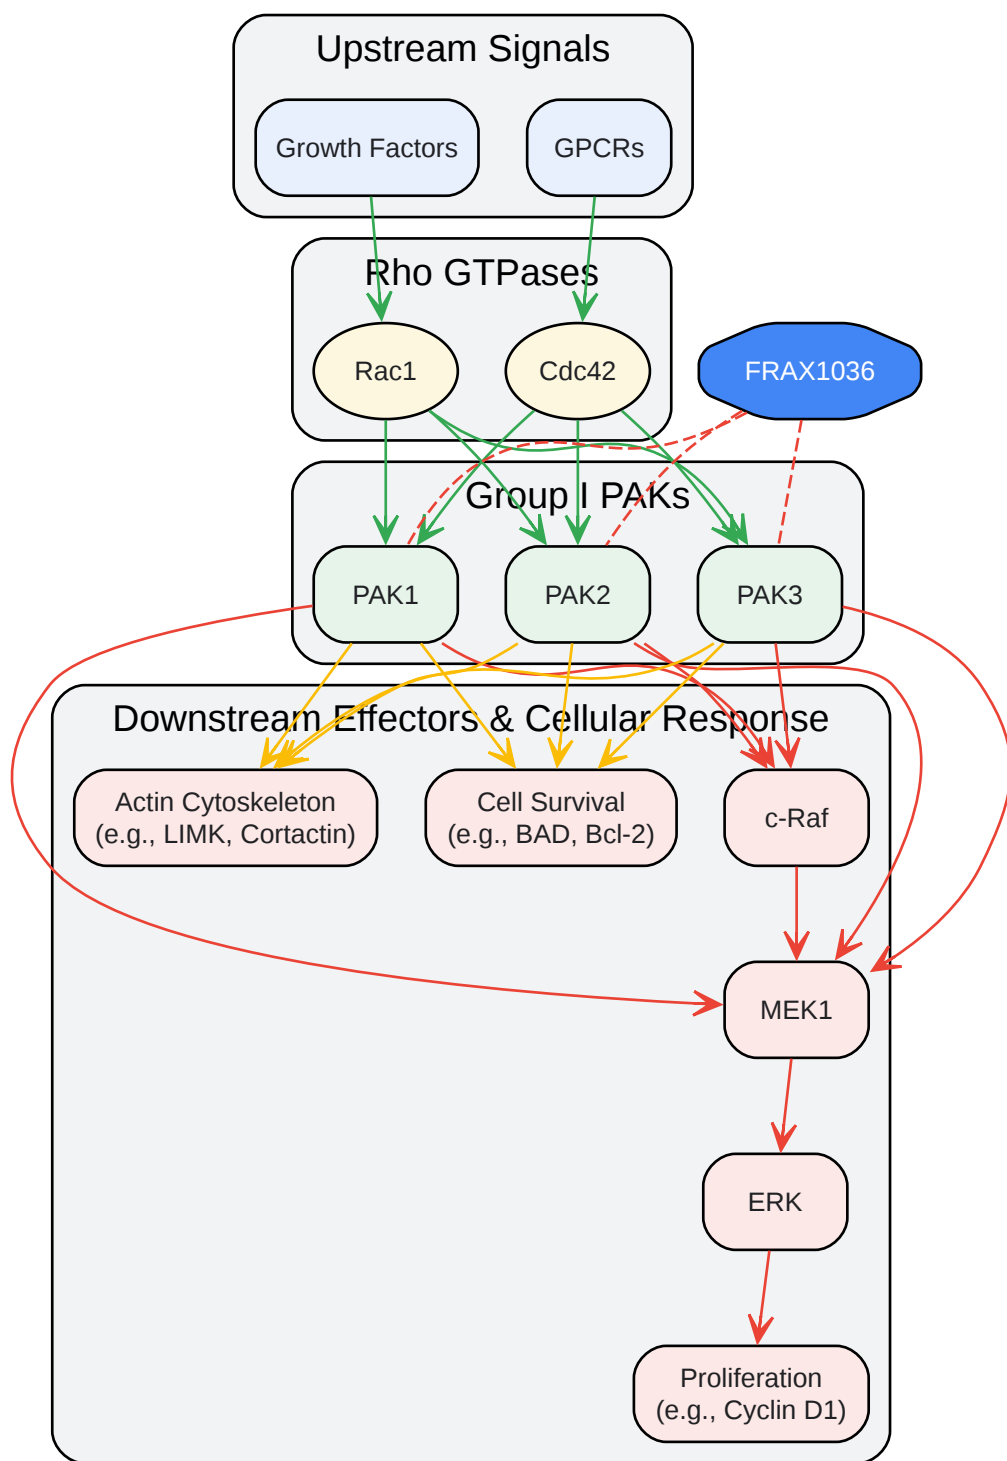 Upstream Signals
Growth Factors
GPCRs
Rho GTPases
Rac1
Cdc42
FRAX1036
Group I PAKs
PAK1
PAK2
PAK3
Downstream Effectors & Cellular Response
Actin Cytoskeleton
(e.g., LIMK, Cortactin)
Cell Survival
(e.g., BAD, Bcl-2)
c-Raf
MEK1
ERK
Proliferation
(e.g., Cyclin D1)